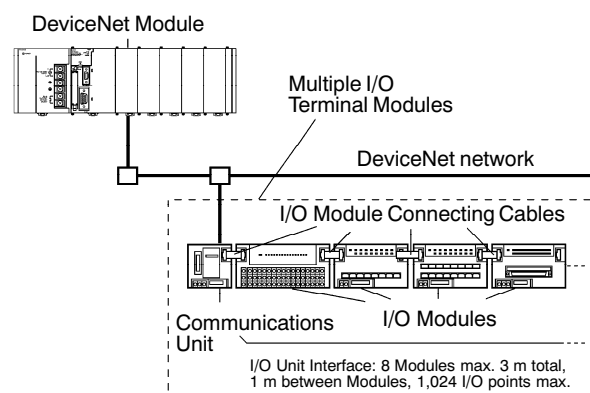 DeviceNet Module
Multiple I/O
Terminal Modules
DeviceNet network
I/O Module Connecting Cables
Communications
Unit
I/O Modules
I/O Unit Interface: 8 Modules max. 3 m total,
1 m between Modules, 1,024 I/O points max.